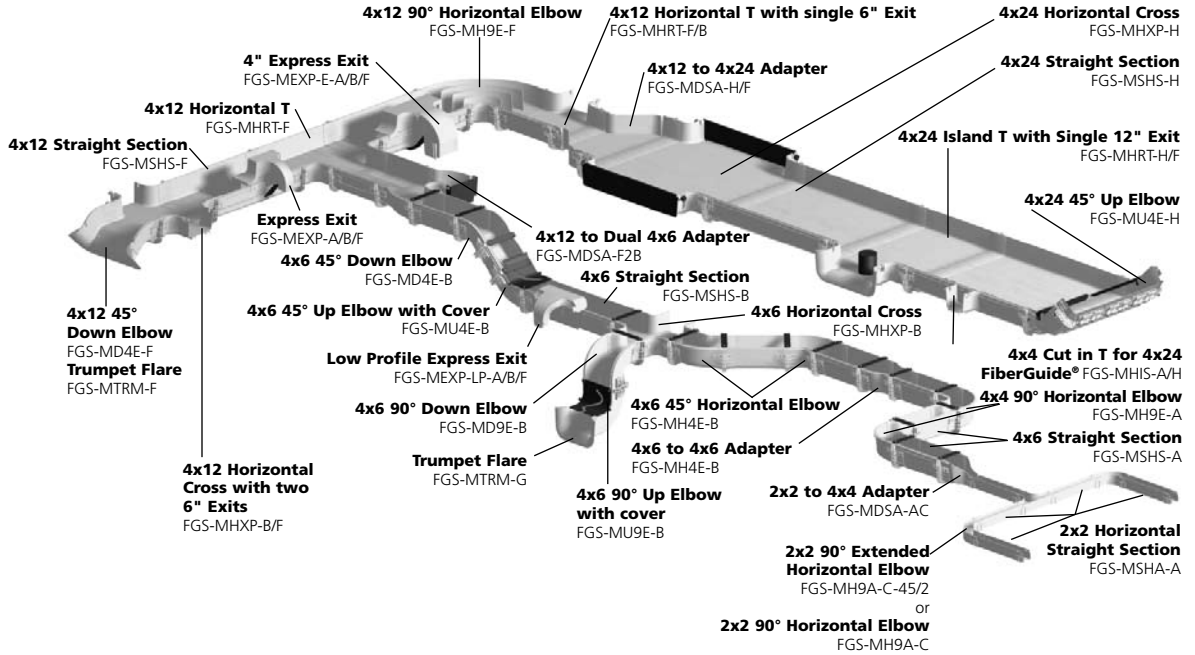 4x12 90° Horizontal Elbow
FGS-MH9E-F
4x12 Horizontal T with single 6" Exit
FGS-MHRT-F/B
4x24 Horizontal Cross
FGS-MHXP-H
4" Express Exit
FGS-MEXP-E-A/B/F
4x12 to 4x24 Adapter
FGS-MDSA-H/F
4x24 Straight Section
FGS-MSHS-H
4x12 Horizontal T
FGS-MHRT-F
4x24 Island T with Single 12" Exit
FGS-MHRT-H/F
4x12 Straight Section
FGS-MSHS-F
4x24 45° Up Elbow
FGS-MU4E-H
Express Exit
FGS-MEXP-A/B/F
4x12 to Dual 4x6 Adapter
FGS-MDSA-F2B
4x6 45° Down Elbow
FGS-MD4E-B
4x6 Straight Section
FGS-MSHS-B
4x6 45° Up Elbow with Cover
FGS-MU4E-B
4x6 Horizontal Cross
FGS-MHXP-B
4x12 45°
Down Elbow
FGS-MD4E-F
Trumpet Flare
FGS-MTRM-F
Low Profile Express Exit
FGS-MEXP-LP-A/B/F
4x4 Cut in T for 4x24
FiberGuide® FGS-MHIS-A/H
4x4 90° Horizontal Elbow
FGS-MH9E-A
4x6 90° Down Elbow
FGS-MD9E-B
4x6 45° Horizontal Elbow
FGS-MH4E-B
4x6 Straight Section
FGS-MSHS-A
4x6 to 4x6 Adapter
FGS-MH4E-B
Trumpet Flare
FGS-MTRM-G
4x12 Horizontal
Cross with two
6" Exits
FGS-MHXP-B/F
4x6 90° Up Elbow
with cover
FGS-MU9E-B
2x2 to 4x4 Adapter
FGS-MDSA-AC
2x2 Horizontal
Straight Section
FGS-MSHA-A
2x2 90° Extended
Horizontal Elbow
FGS-MH9A-C-45/2
or
2x2 90° Horizontal Elbow
FGS-MH9A-C